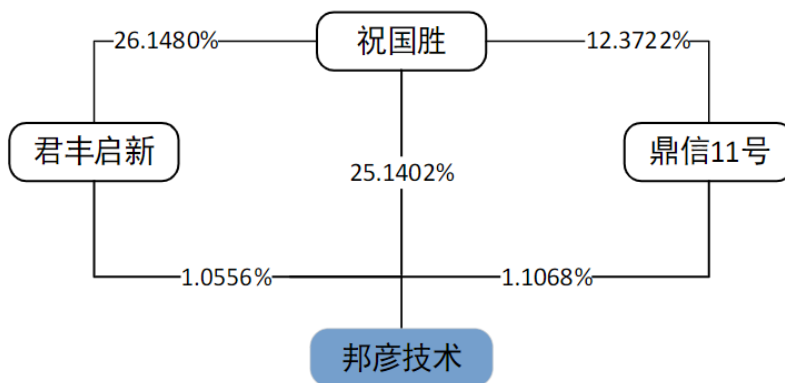 祝国胜
26.1480%
12.3722%
君丰启新
鼎信11号
25.1402%
1.0556%
1.1068%
邦彦技术